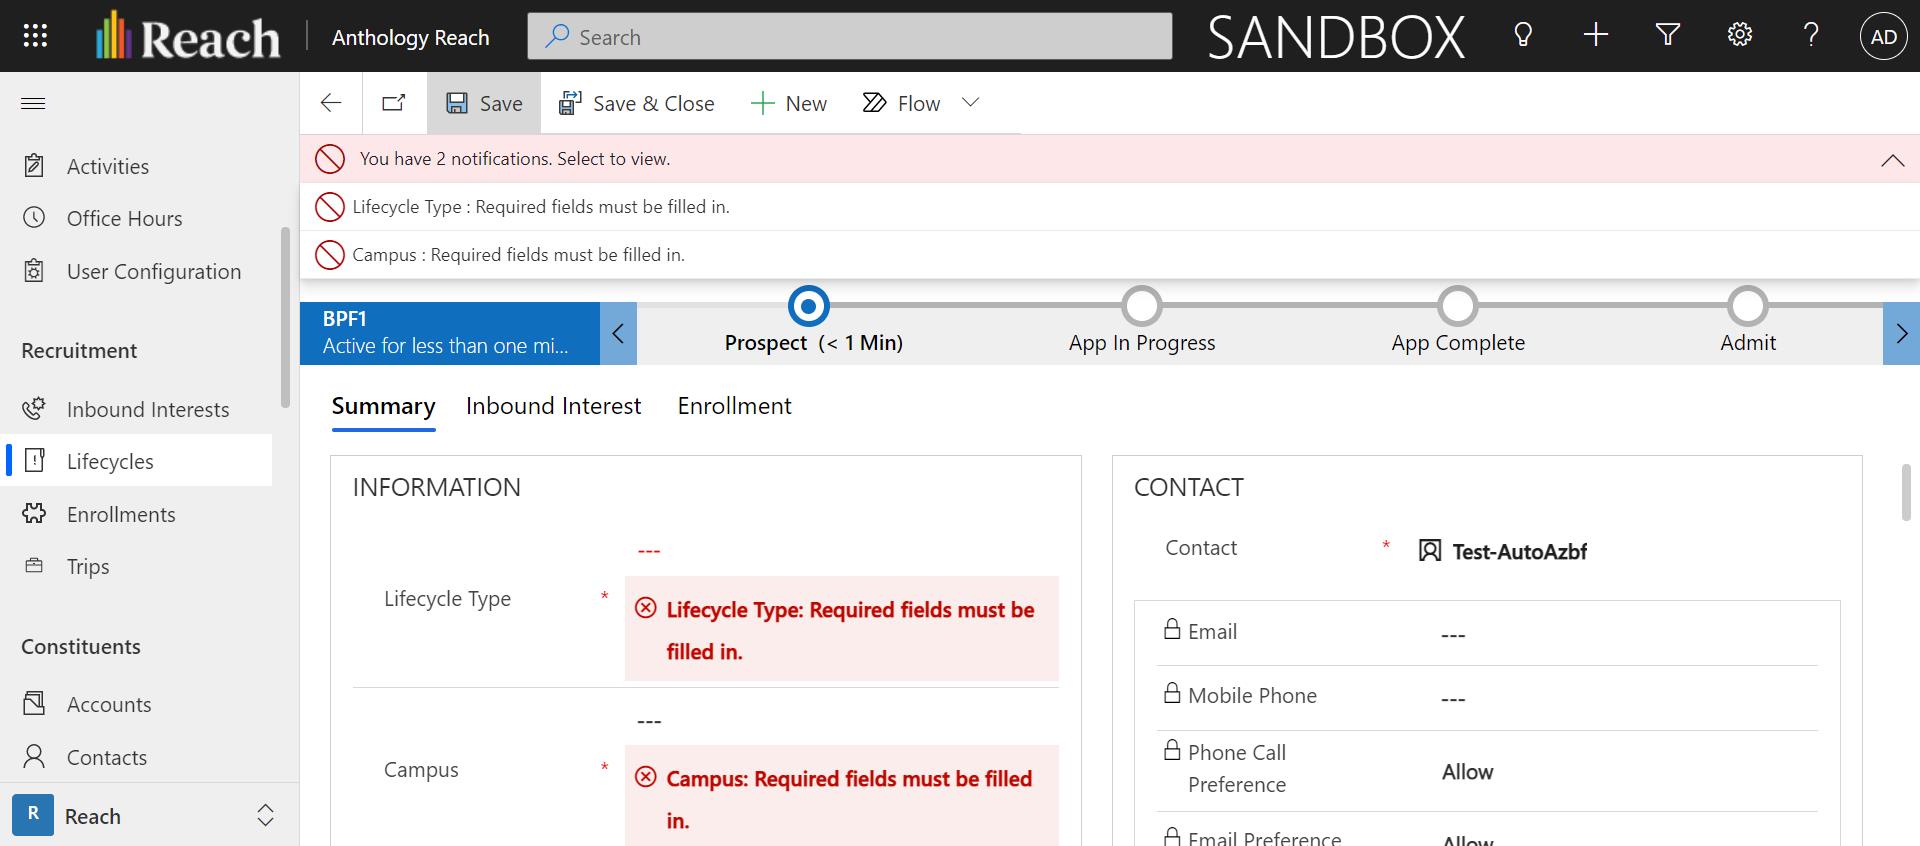 Reach
Anthology Reach
Search
SANDBOX
AD
Save
Save & Close
New
Flow
You have 2 notifications. Select to view.
Lifecycle Type : Required fields must be filled in.
Campus : Required fields must be filled in.
Activities
Office Hours
User Configuration
Recruitment
Inbound Interests
Lifecycles
Enrollments
Trips
Constituents
Accounts
Contacts
R
Reach
BPF1
Active for less than one mi...
Prospect (< 1 Min)
App In Progress
App Complete
Admit
Summary
Inbound Interest
Enrollment
INFORMATION
---
Lifecycle Type *
Lifecycle Type: Required fields must be
filled in.
---
Campus *
Campus: Required fields must be filled
in.
CONTACT
Contact * Test-AutoAzbf
Email ---
Mobile Phone ---
Phone Call
Preference
Allow
Email Preference Allow